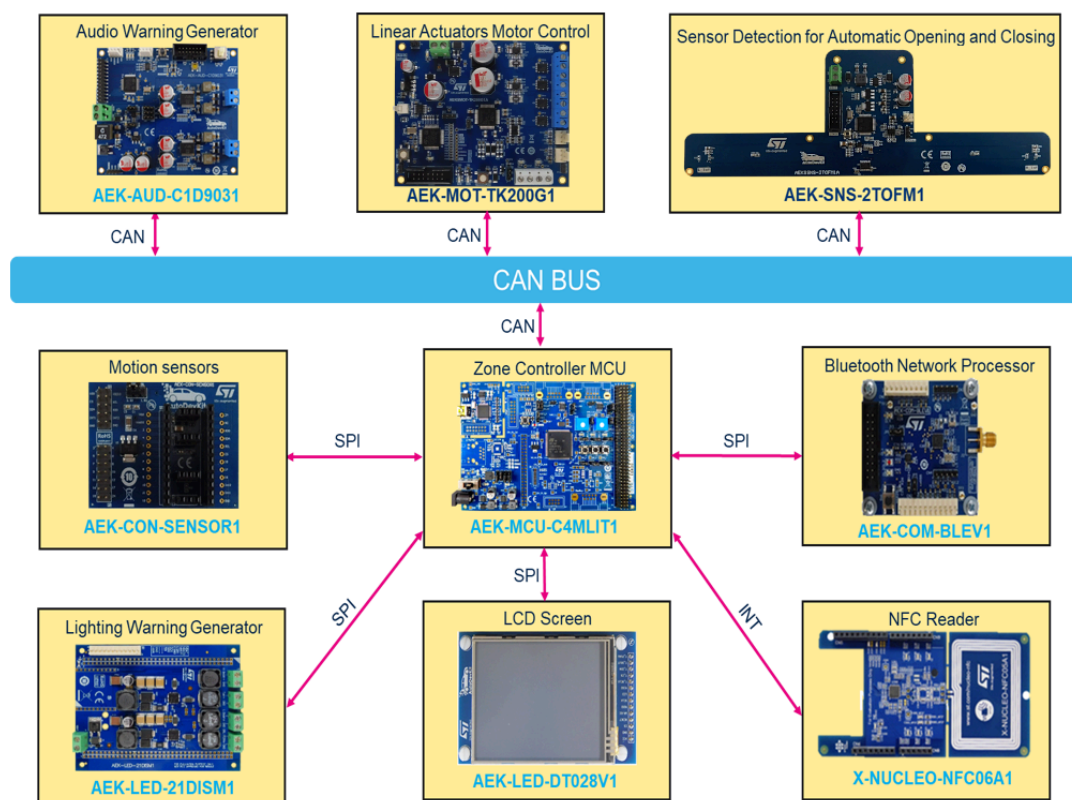 Audio Warning Generator
AEK-AUD-C1D9031
Linear Actuators Motor Control
AEK-MOT-TK200G1
Sensor Detection for Automatic Opening and Closing
AEK-SNS-2TOFM1
CAN
CAN
CAN
CAN BUS
CAN
Motion sensors
AEK-CON-SENSOR1
SPI
Zone Controller MCU
AEK-MCU-C4MLIT1
SPI
Bluetooth Network Processor
AEK-COM-BLEV1
SPI
SPI
INT
Lighting Warning Generator
AEK-LED-21DISM1
LCD Screen
AEK-LED-DT028V1
NFC Reader
X-NUCLEO-NFC06A1
X-NUCLEO-NFC06A1